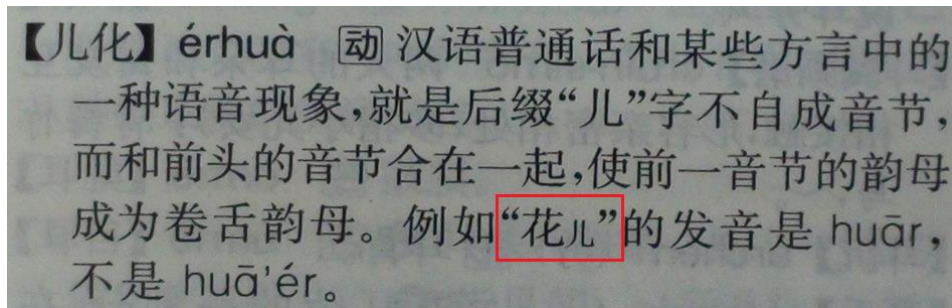 【儿化】érhuà 动 汉语普通话和某些方言中的
一种语音现象，就是后缀“儿”字不自成音节，
而和前头的音节合在一起，使前一音节的韵母
成为卷舌韵母。例如“花儿”的发音是 huār，
不是 huā’ér。